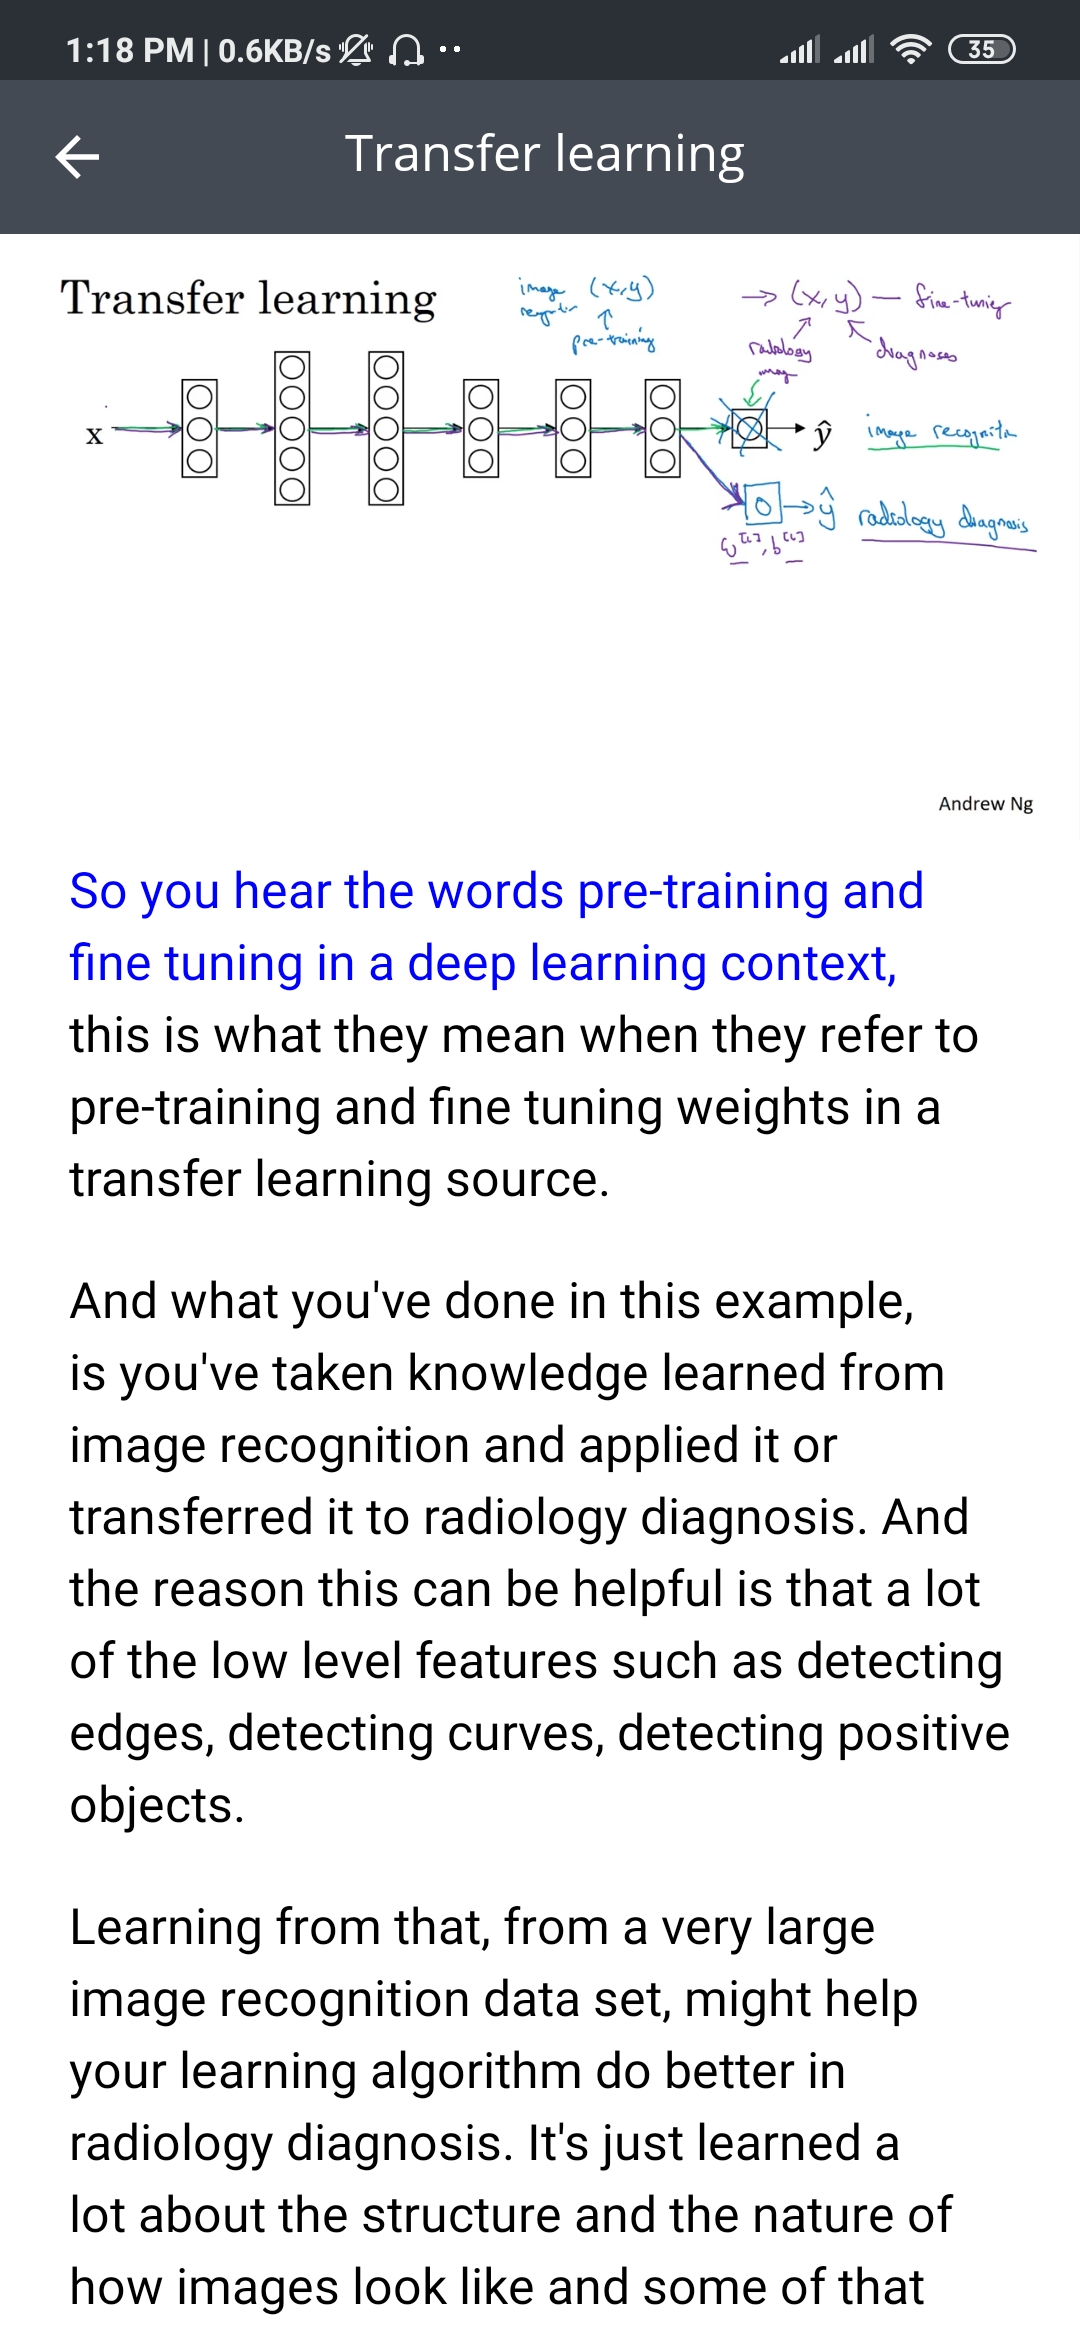 1:18 PM | 0.6KB/s
35
Transfer learning
Transfer learning
image (x,y)
pre-training
→ (x,y) — fine-tuning
radiology
image
diagnoses
x
ŷ image recognition
ŷ radiology diagnosis
w[L], b[L]
Andrew Ng
So you hear the words pre-training and
fine tuning in a deep learning context,
this is what they mean when they refer to
pre-training and fine tuning weights in a
transfer learning source.
And what you've done in this example,
is you've taken knowledge learned from
image recognition and applied it or
transferred it to radiology diagnosis. And
the reason this can be helpful is that a lot
of the low level features such as detecting
edges, detecting curves, detecting positive
objects.
Learning from that, from a very large
image recognition data set, might help
your learning algorithm do better in
radiology diagnosis. It's just learned a
lot about the structure and the nature of
how images look like and some of that